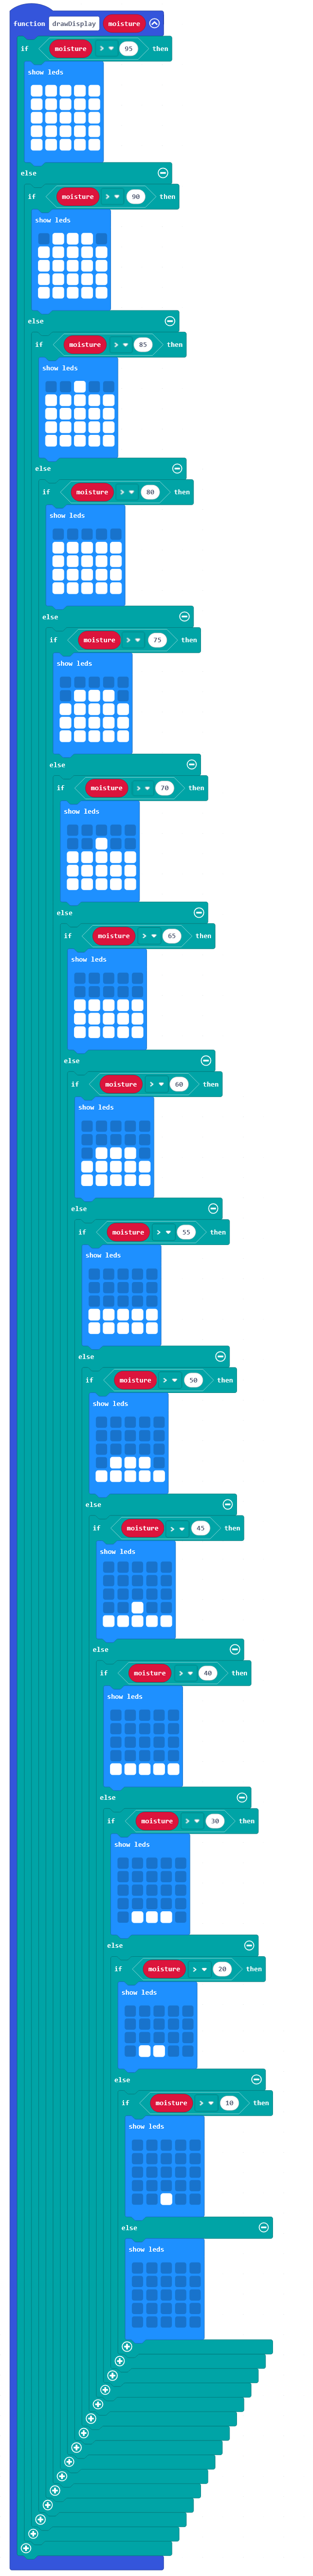 function drawDisplay moisture
if moisture > 95 then
show leds
else
if moisture > 90 then
show leds
else
if moisture > 85 then
show leds
else
if moisture > 80 then
show leds
else
if moisture > 75 then
show leds
else
if moisture > 70 then
show leds
else
if moisture > 65 then
show leds
else
if moisture > 60 then
show leds
else
if moisture > 55 then
show leds
else
if moisture > 50 then
show leds
else
if moisture > 45 then
show leds
else
if moisture > 40 then
show leds
else
if moisture > 30 then
show leds
else
if moisture > 20 then
show leds
else
if moisture > 10 then
show leds
else
show leds